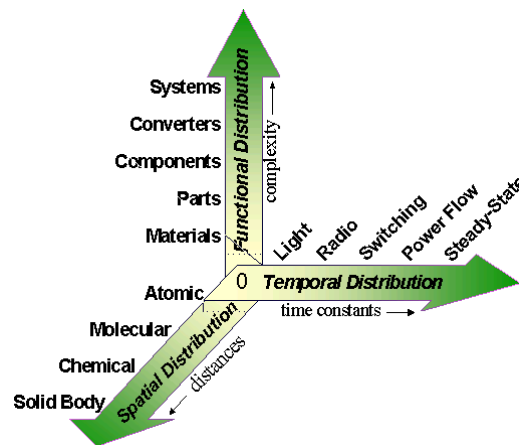 Systems
Converters
Components
Parts
Materials
Functional Distribution
complexity →
Light
Radio
Switching
Power Flow
Steady-State
0
Temporal Distribution
time constants →
Atomic
Molecular
Chemical
Solid Body
Spatial Distribution
← distances